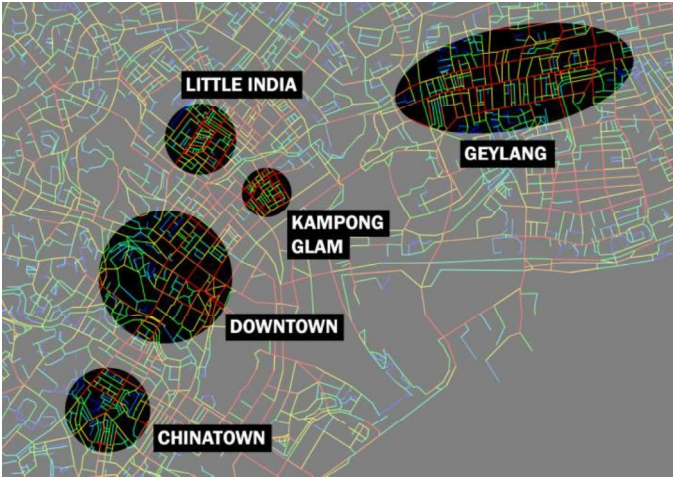 LITTLE INDIA
GEYLANG
KAMPONG
GLAM
DOWNTOWN
CHINATOWN